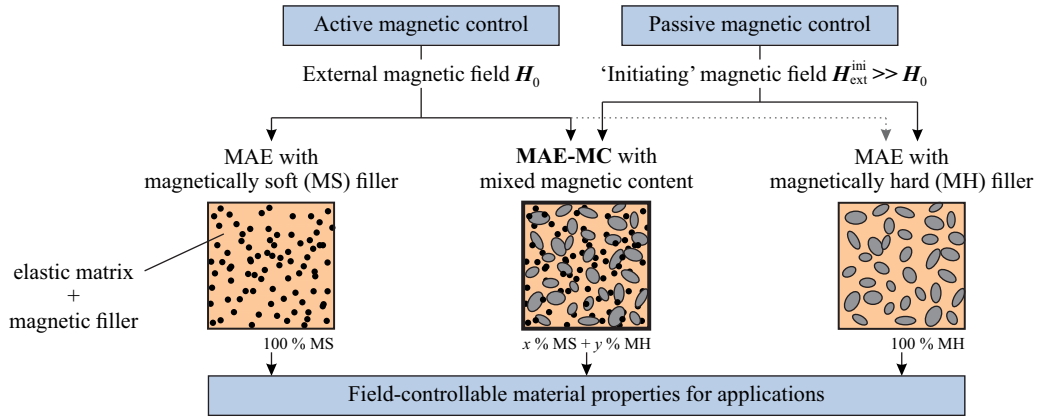 Active magnetic control
Passive magnetic control
External magnetic field H₀
‘Initiating’ magnetic field Hᵢₙᵢₑₓₜ >> H₀
MAE with
magnetically soft (MS) filler
MAE-MC with
mixed magnetic content
MAE with
magnetically hard (MH) filler
elastic matrix
+
magnetic filler
100 % MS
x % MS + y % MH
100 % MH
Field-controllable material properties for applications